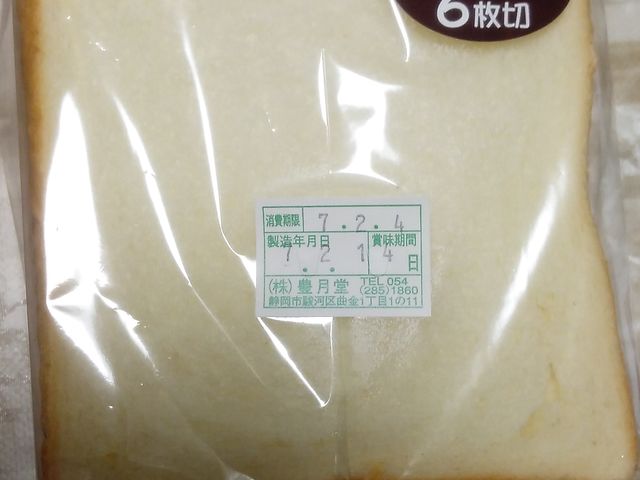 6枚切
消費期限 7.2.4
製造年月日 賞味期間
7.2.1 4日
(株)豊月堂 TEL 054
(285)1860
静岡市駿河区曲金1丁目1の11